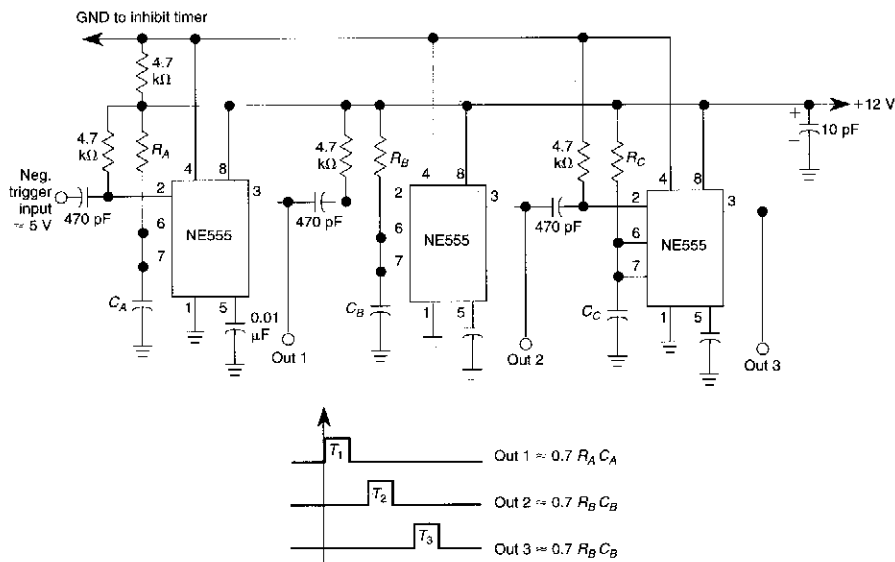 GND to inhibit timer
4.7
kΩ
+12 V
+
−
10 pF
4.7
kΩ
R_A
4
8
4.7
kΩ
R_B
4
8
4.7
kΩ
R_C
4
8
Neg.
trigger
input
≈ 5 V
470 pF
2
3
NE555
6
7
470 pF
2
3
NE555
6
7
470 pF
2
3
NE555
6
7
C_A
1
5
0.01
µF
C_B
1
5
C_C
1
5
Out 1
Out 2
Out 3
T_1
Out 1 ≈ 0.7 R_A C_A
T_2
Out 2 ≈ 0.7 R_B C_B
T_3
Out 3 ≈ 0.7 R_B C_B